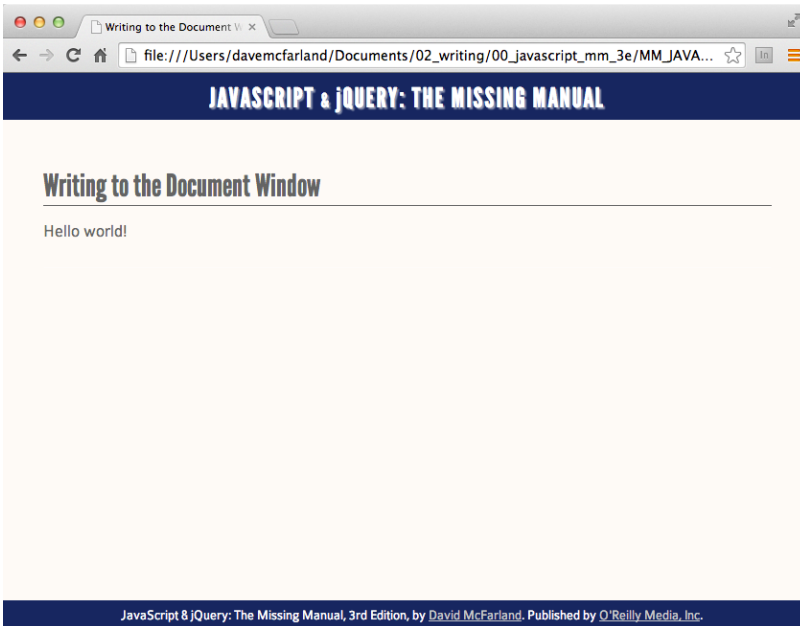 Writing to the Document W
file:///Users/davemcfarland/Documents/02_writing/00_javascript_mm_3e/MM_JAVA...
In
JAVASCRIPT & jQUERY: THE MISSING MANUAL
Writing to the Document Window
Hello world!
JavaScript & jQuery: The Missing Manual, 3rd Edition, by David McFarland. Published by O'Reilly Media, Inc.